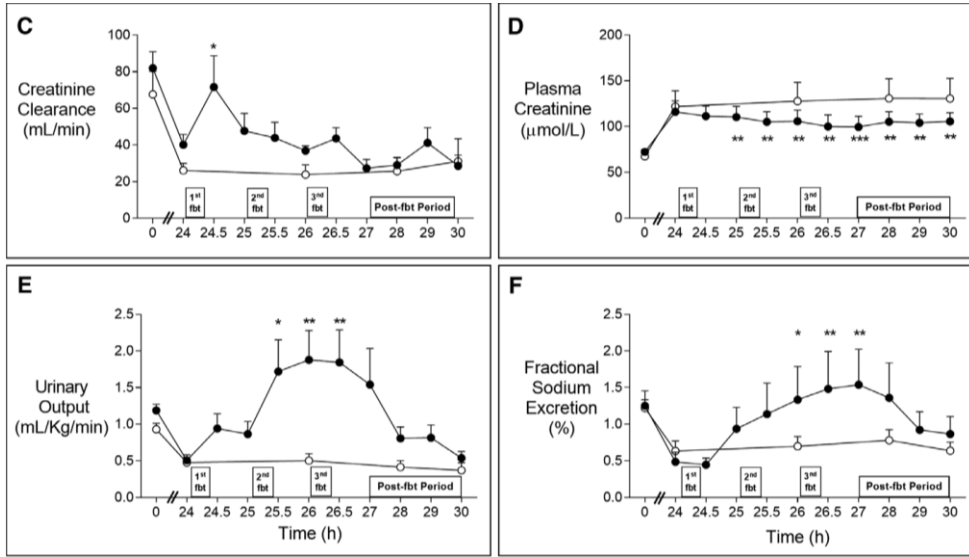 C
Creatinine
Clearance
(mL/min)
100
80
60
40
20
0
*
1st
fbt
2nd
fbt
3rd
fbt
Post-fbt Period
0 24 24.5 25 25.5 26 26.5 27 28 29 30
D
Plasma
Creatinine
(μmol/L)
200
150
100
50
0
** ** ** ** *** ** ** **
1st
fbt
2nd
fbt
3rd
fbt
Post-fbt Period
0 24 24.5 25 25.5 26 26.5 27 28 29 30
E
Urinary
Output
(mL/Kg/min)
2.5
2.0
1.5
1.0
0.5
0.0
* ** **
1st
fbt
2nd
fbt
3rd
fbt
Post-fbt Period
0 24 24.5 25 25.5 26 26.5 27 28 29 30
Time (h)
F
Fractional
Sodium
Excretion
(%)
2.5
2.0
1.5
1.0
0.5
0.0
* ** **
1st
fbt
2nd
fbt
3rd
fbt
Post-fbt Period
0 24 24.5 25 25.5 26 26.5 27 28 29 30
Time (h)